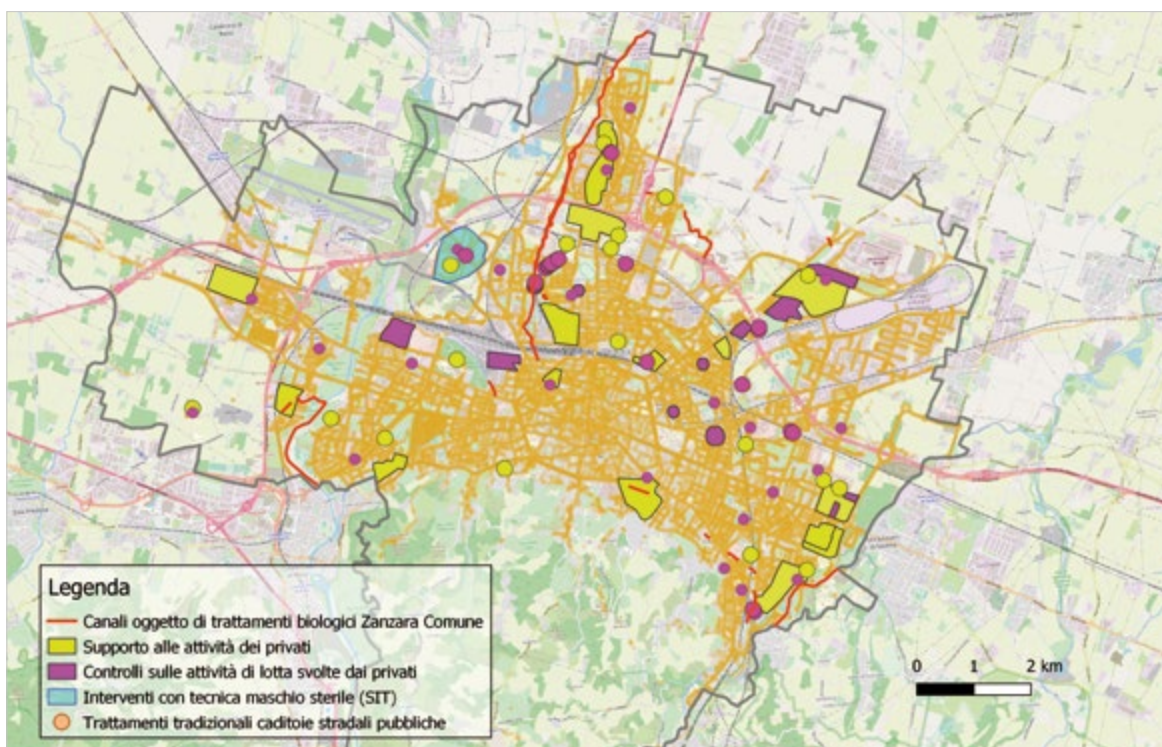 Legenda
Canali oggetto di trattamenti biologici Zanzara Comune
Supporto alle attività dei privati
Controlli sulle attività di lotta svolte dai privati
Interventi con tecnica maschio sterile (SIT)
Trattamenti tradizionali caditoie stradali pubbliche
0 1 2 km